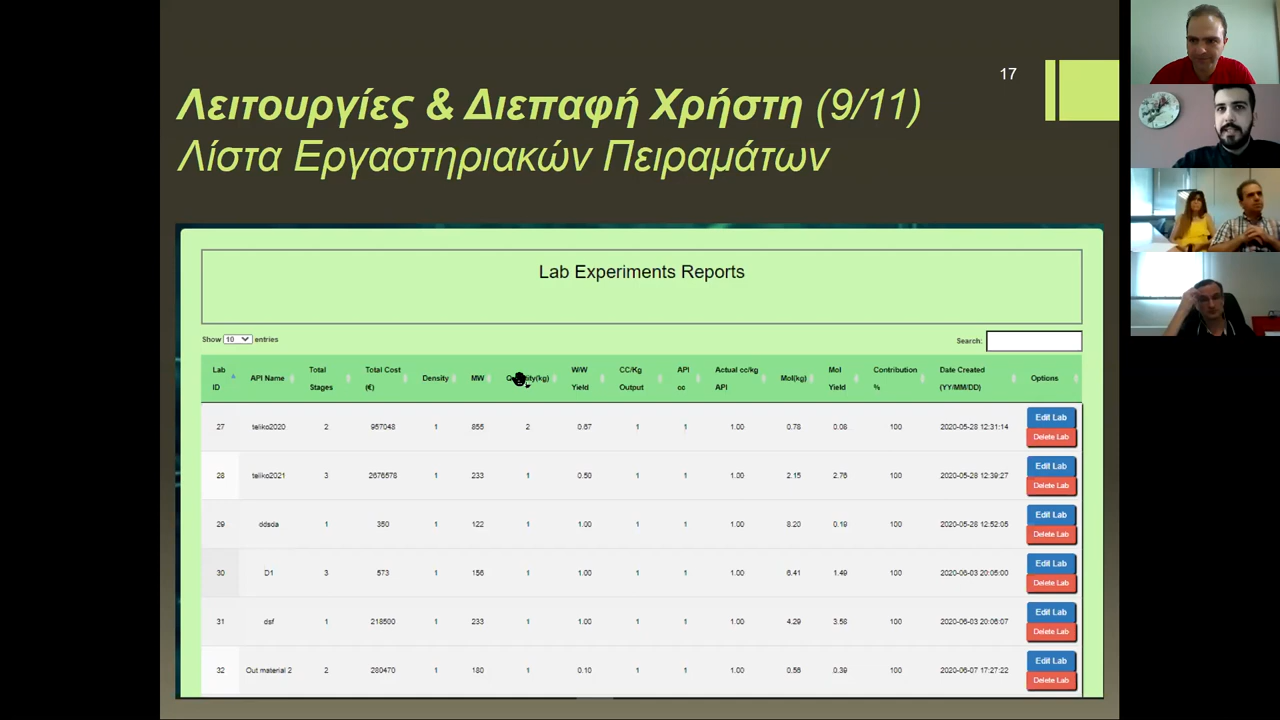 17
Λειτουργίες & Διεπαφή Χρήστη (9/11)
Λίστα Εργαστηριακών Πειραμάτων
Lab Experiments Reports
Show 10 entries
Search:
Lab ID API Name Total Stages Total Cost (€) Density MW Quantity(kg) W/W Yield CC/Kg Output API cc Actual cc/kg API Mol(kg) Mol Yield Contribution % Date Created (YY/MM/DD) Options
27 teliko2020 2 957048 1 855 2 0.67 1 1 1.00 0.78 0.08 100 2020-05-28 12:31:14 Edit Lab
Delete Lab
28 teliko2021 3 2676578 1 233 1 0.50 1 1 1.00 2.15 2.76 100 2020-05-28 12:39:27 Edit Lab
Delete Lab
29 ddsda 1 350 1 122 1 1.00 1 1 1.00 8.20 0.19 100 2020-05-28 12:52:05 Edit Lab
Delete Lab
30 D1 3 573 1 156 1 1.00 1 1 1.00 6.41 1.49 100 2020-06-03 20:05:00 Edit Lab
Delete Lab
31 dsf 1 218500 1 233 1 1.00 1 1 1.00 4.29 3.58 100 2020-06-03 20:06:07 Edit Lab
Delete Lab
32 Out material 2 2 280470 1 180 1 0.10 1 1 1.00 0.56 0.39 100 2020-06-07 17:27:22 Edit Lab
Delete Lab